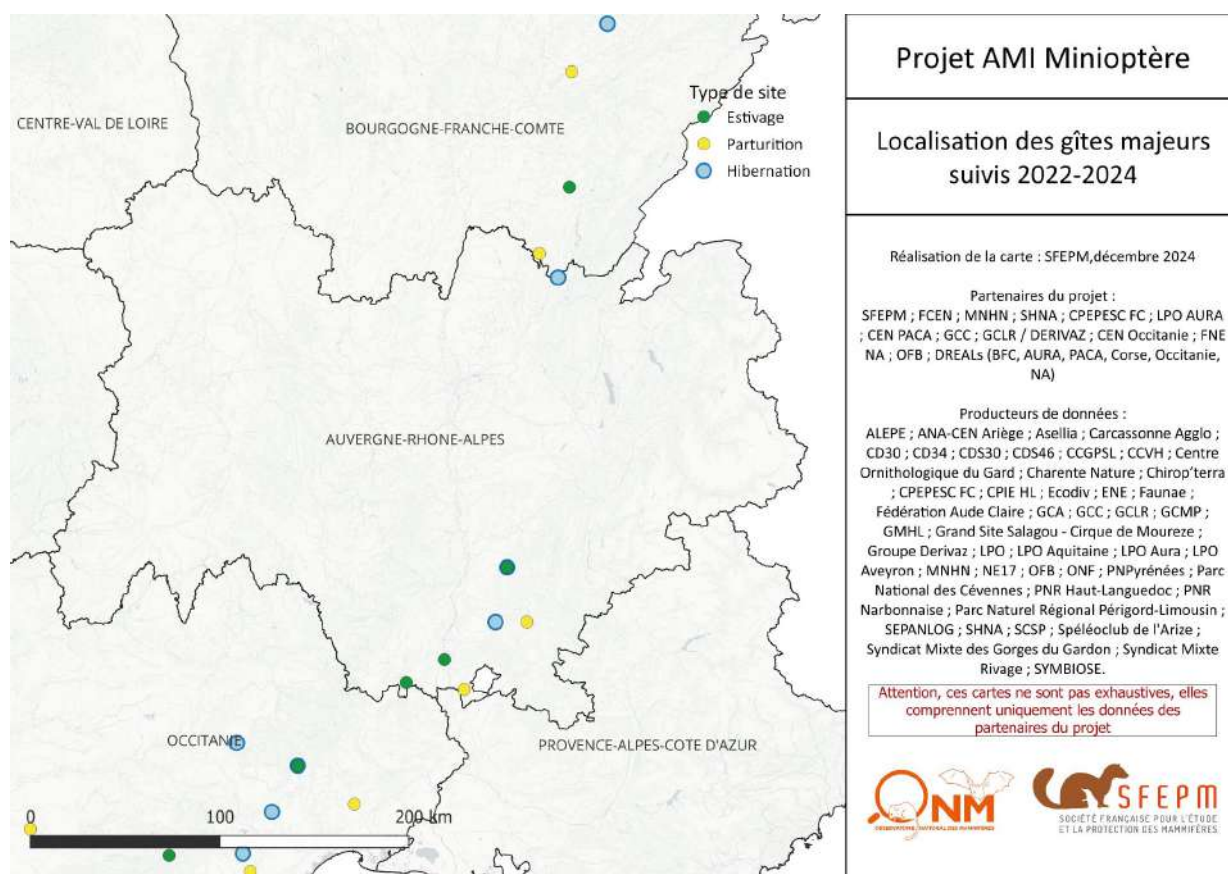 CENTRE-VAL DE LOIRE
BOURGOGNE-FRANCHE-COMTE
Type de site
Estivage
Parturition
Hibernation
AUVERGNE-RHONE-ALPES
OCCITANIE
PROVENCE-ALPES-COTE D'AZUR
0 100 200 km
Projet AMI Minioptère
Localisation des gîtes majeurs
suivis 2022-2024
Réalisation de la carte : SFEPM,décembre 2024
Partenaires du projet :
SFEPM ; FCEN ; MNHN ; SHNA ; CPEPESC FC ; LPO AURA
; CEN PACA ; GCC ; GCLR / DERIVAZ ; CEN Occitanie ; FNE
NA ; OFB ; DREALs (BFC, AURA, PACA, Corse, Occitanie,
NA)
Producteurs de données :
ALEPE ; ANA-CEN Ariège ; Asellia ; Carcassonne Agglo ;
CD30 ; CD34 ; CDS30 ; CDS46 ; CCGPSL ; CCVH ; Centre
Ornithologique du Gard ; Charente Nature ; Chirop'terra
; CPEPESC FC ; CPIE HL ; Ecodiv ; ENE ; Faunae ;
Fédération Aude Claire ; GCA ; GCC ; GCLR ; GCMP ;
GMHL ; Grand Site Salagou - Cirque de Moureze ;
Groupe Derivaz ; LPO ; LPO Aquitaine ; LPO Aura ; LPO
Aveyron ; MNHN ; NE17 ; OFB ; ONF ; PNPyrénées ; Parc
National des Cévennes ; PNR Haut-Languedoc ; PNR
Narbonnaise ; Parc Naturel Régional Périgord-Limousin ;
SEPANLOG ; SHNA ; SCSP ; Spéléoclub de l'Arize ;
Syndicat Mixte des Gorges du Gardon ; Syndicat Mixte
Rivage ; SYMBIOSE.
Attention, ces cartes ne sont pas exhaustives, elles
comprennent uniquement les données des
partenaires du projet
ONM
OBSERVATOIRE NATIONAL DES MAMMIFÈRES
SFEPM
SOCIÉTÉ FRANÇAISE POUR L'ÉTUDE
ET LA PROTECTION DES MAMMIFÈRES